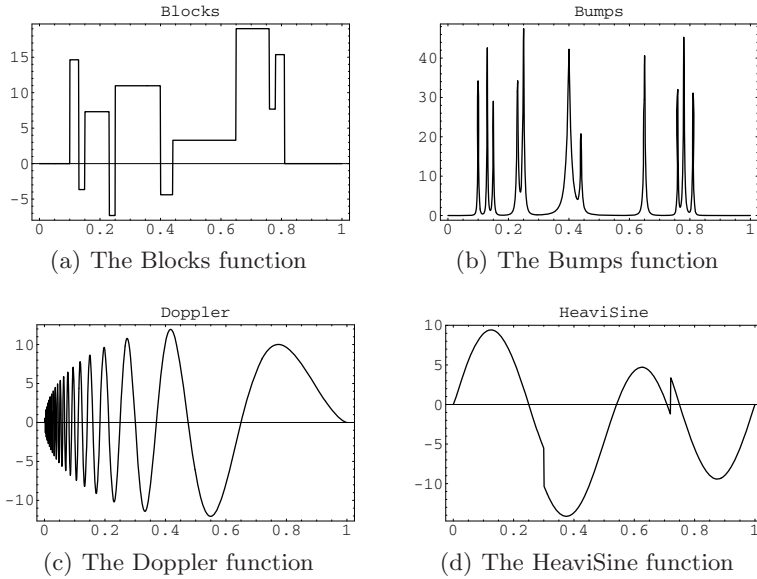 Blocks
15
10
5
0
-5
0 0.2 0.4 0.6 0.8 1
(a) The Blocks function
Bumps
40
30
20
10
0
0 0.2 0.4 0.6 0.8 1
(b) The Bumps function
Doppler
10
5
0
-5
-10
0 0.2 0.4 0.6 0.8 1
(c) The Doppler function
HeaviSine
10
5
0
-5
-10
0 0.2 0.4 0.6 0.8 1
(d) The HeaviSine function